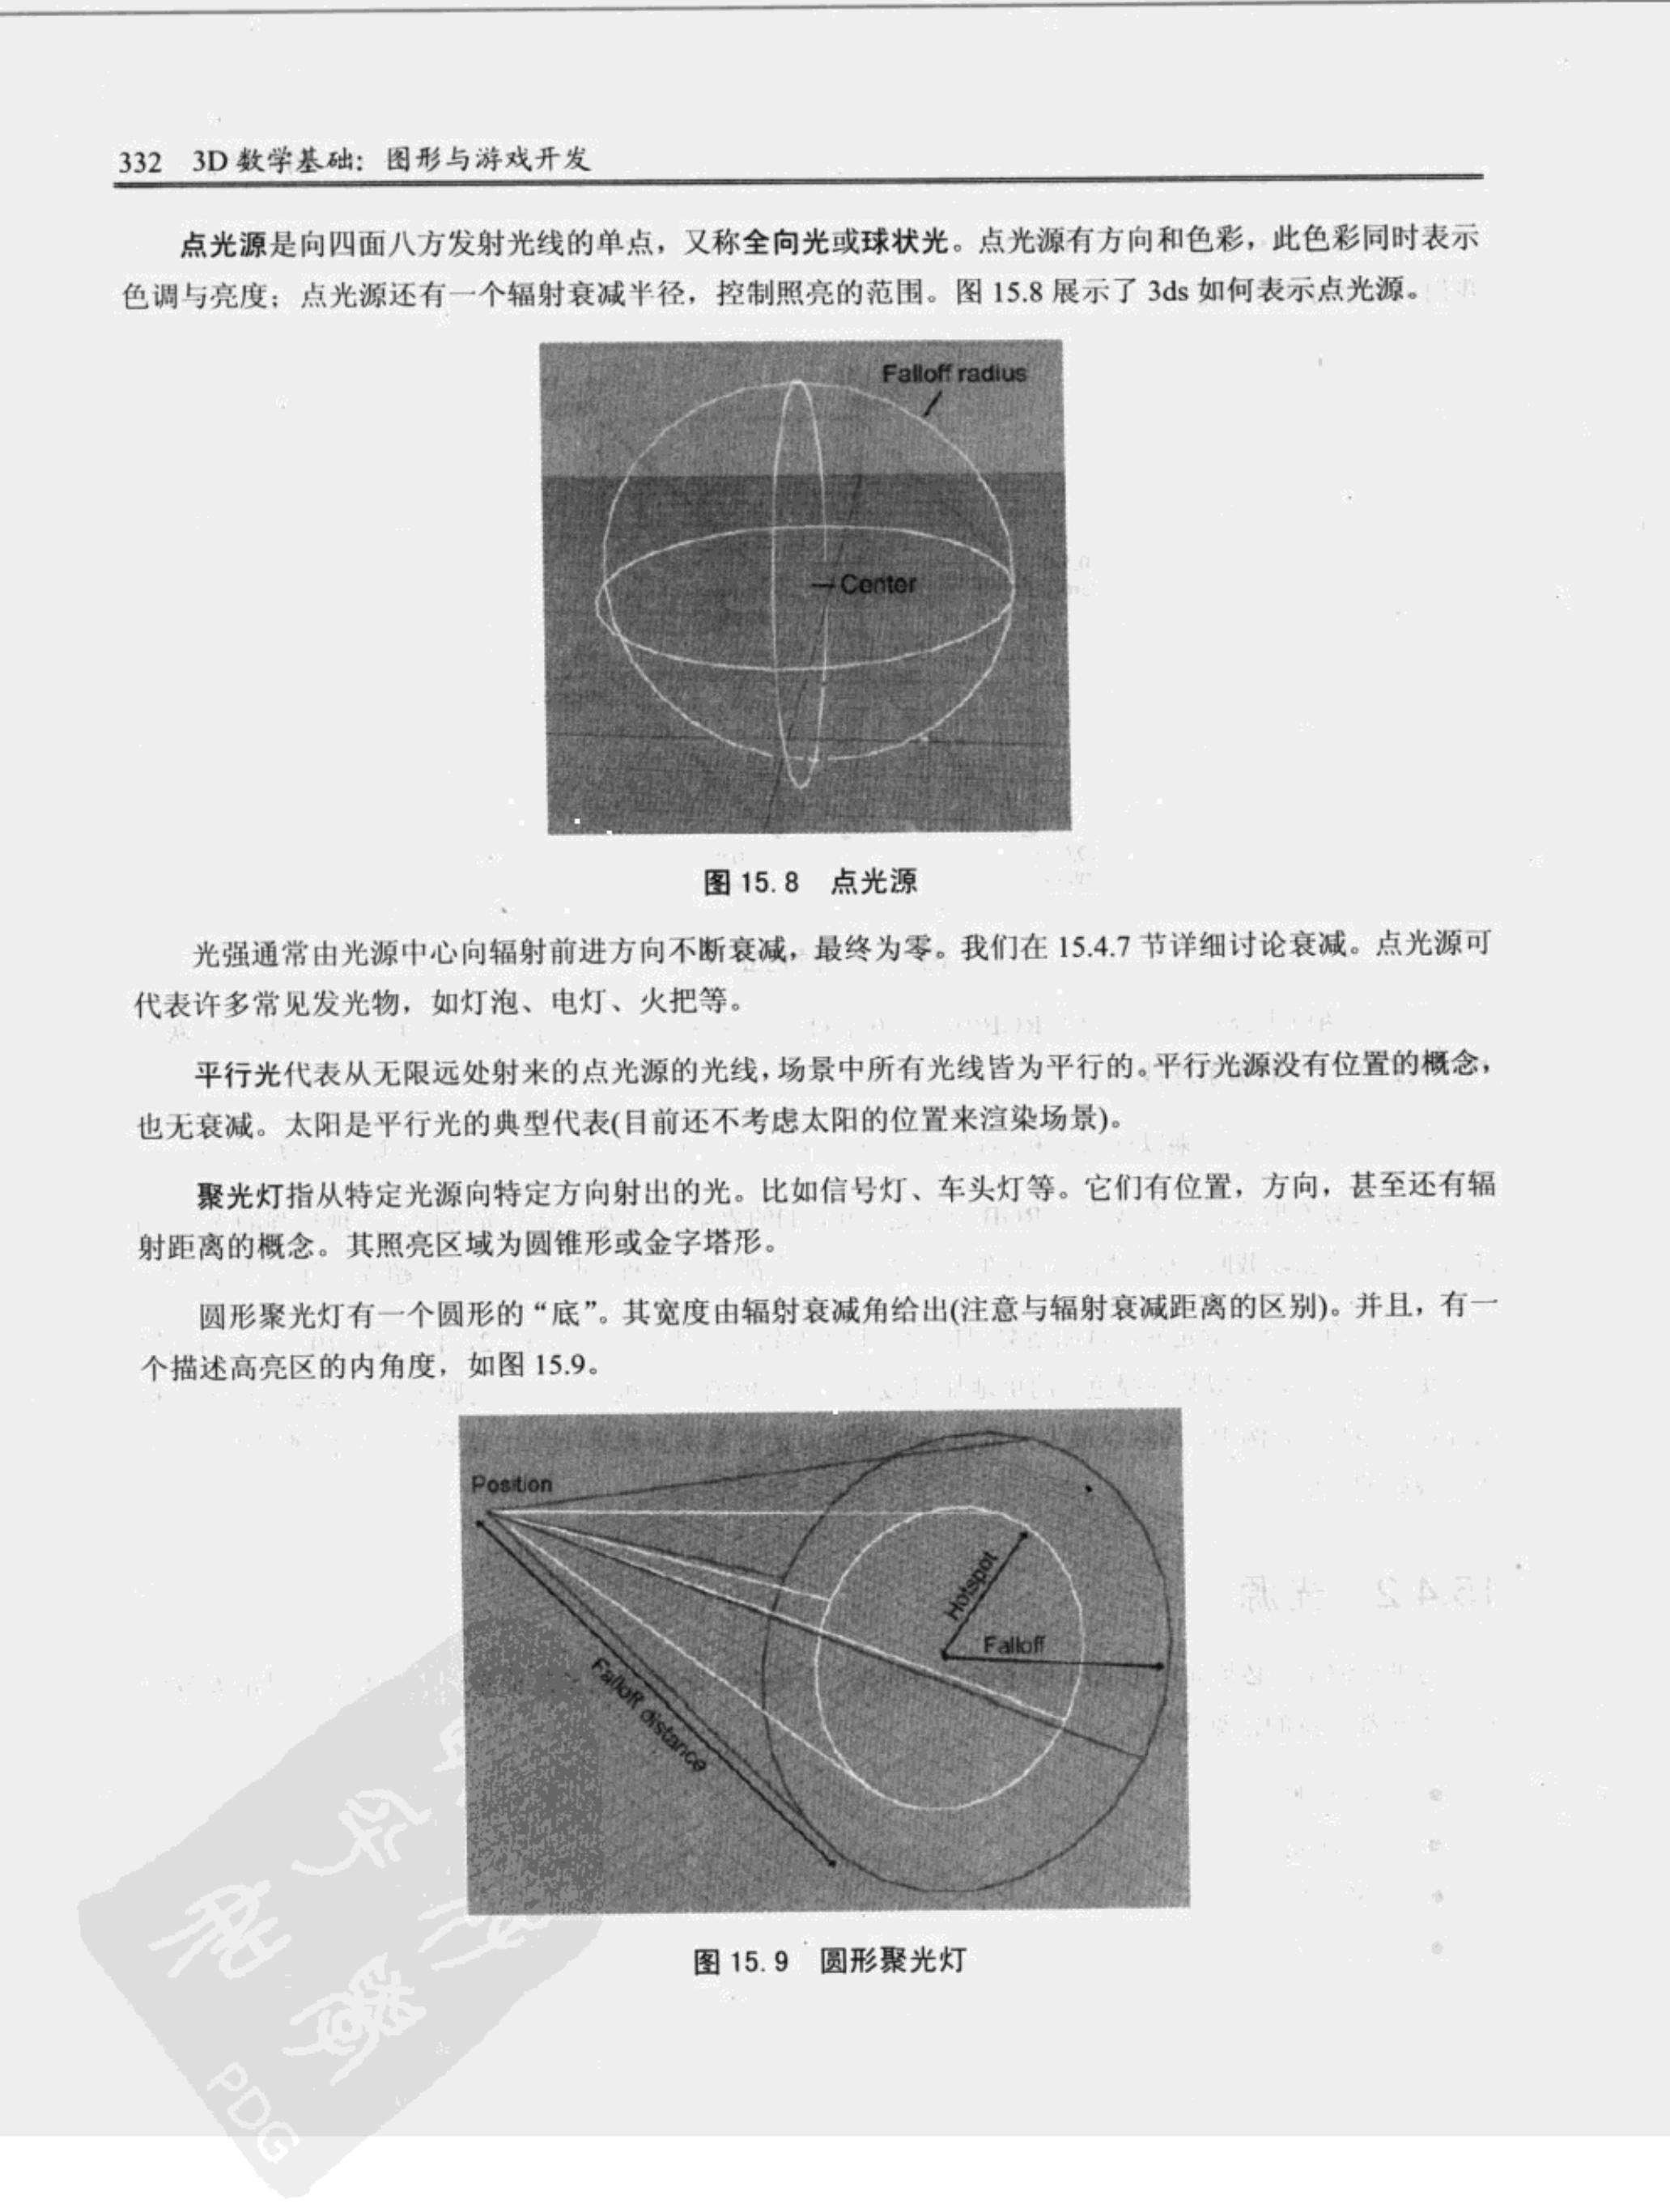 332 3D 数学基础：图形与游戏开发
点光源是向四面八方发射光线的单点，又称全向光或球状光。点光源有方向和色彩，此色彩同时表示
色调与亮度；点光源还有一个辐射衰减半径，控制照亮的范围。图 15.8 展示了 3ds 如何表示点光源。
Falloff radius
Center
图 15.8 点光源
光强通常由光源中心向辐射前进方向不断衰减，最终为零。我们在 15.4.7 节详细讨论衰减。点光源可
代表许多常见发光物，如灯泡、电灯、火把等。
平行光代表从无限远处射来的点光源的光线，场景中所有光线皆为平行的。平行光源没有位置的概念，
也无衰减。太阳是平行光的典型代表(目前还不考虑太阳的位置来渲染场景)。
聚光灯指从特定光源向特定方向射出的光。比如信号灯、车头灯等。它们有位置，方向，甚至还有辐
射距离的概念。其照亮区域为圆锥形或金字塔形。
圆形聚光灯有一个圆形的“底”。其宽度由辐射衰减角给出(注意与辐射衰减距离的区别)。并且，有一
个描述高亮区的内角度，如图 15.9。
Position
Hotspot
Falloff
Falloff distance
图 15.9 圆形聚光灯
PDG